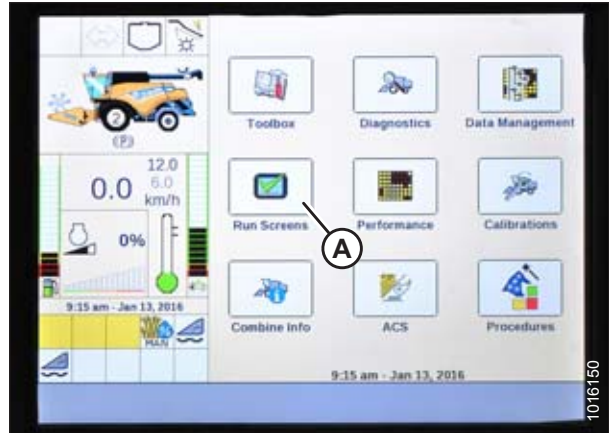 2
(P)
12.0
0.0 6.0
km/h
0%
9:15 am - Jan 13, 2016
MAN
Toolbox
Diagnostics
Data Management
Run Screens
Performance
Calibrations
A
Combine Info
ACS
Procedures
9:15 am - Jan 13, 2016
1016150